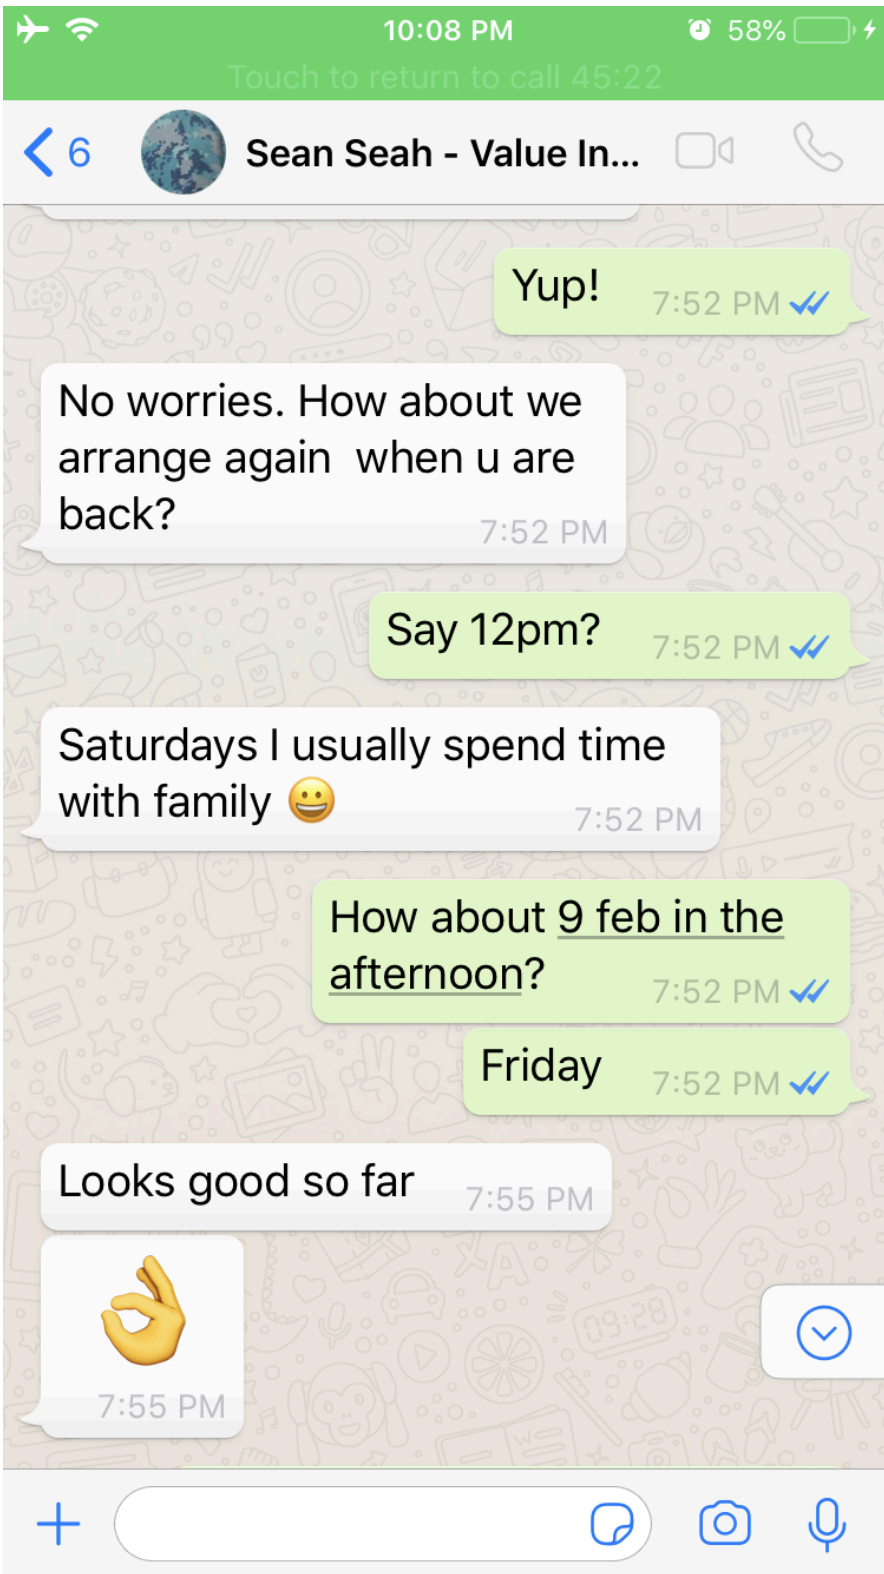 10:08 PM
58%
Touch to return to call 45:22
6
Sean Seah - Value In...
Yup!
7:52 PM
No worries. How about we
arrange again  when u are
back?
7:52 PM
Say 12pm?
7:52 PM
Saturdays I usually spend time
with family 😀
7:52 PM
How about 9 feb in the
afternoon?
7:52 PM
Friday
7:52 PM
Looks good so far
7:55 PM
👌
7:55 PM